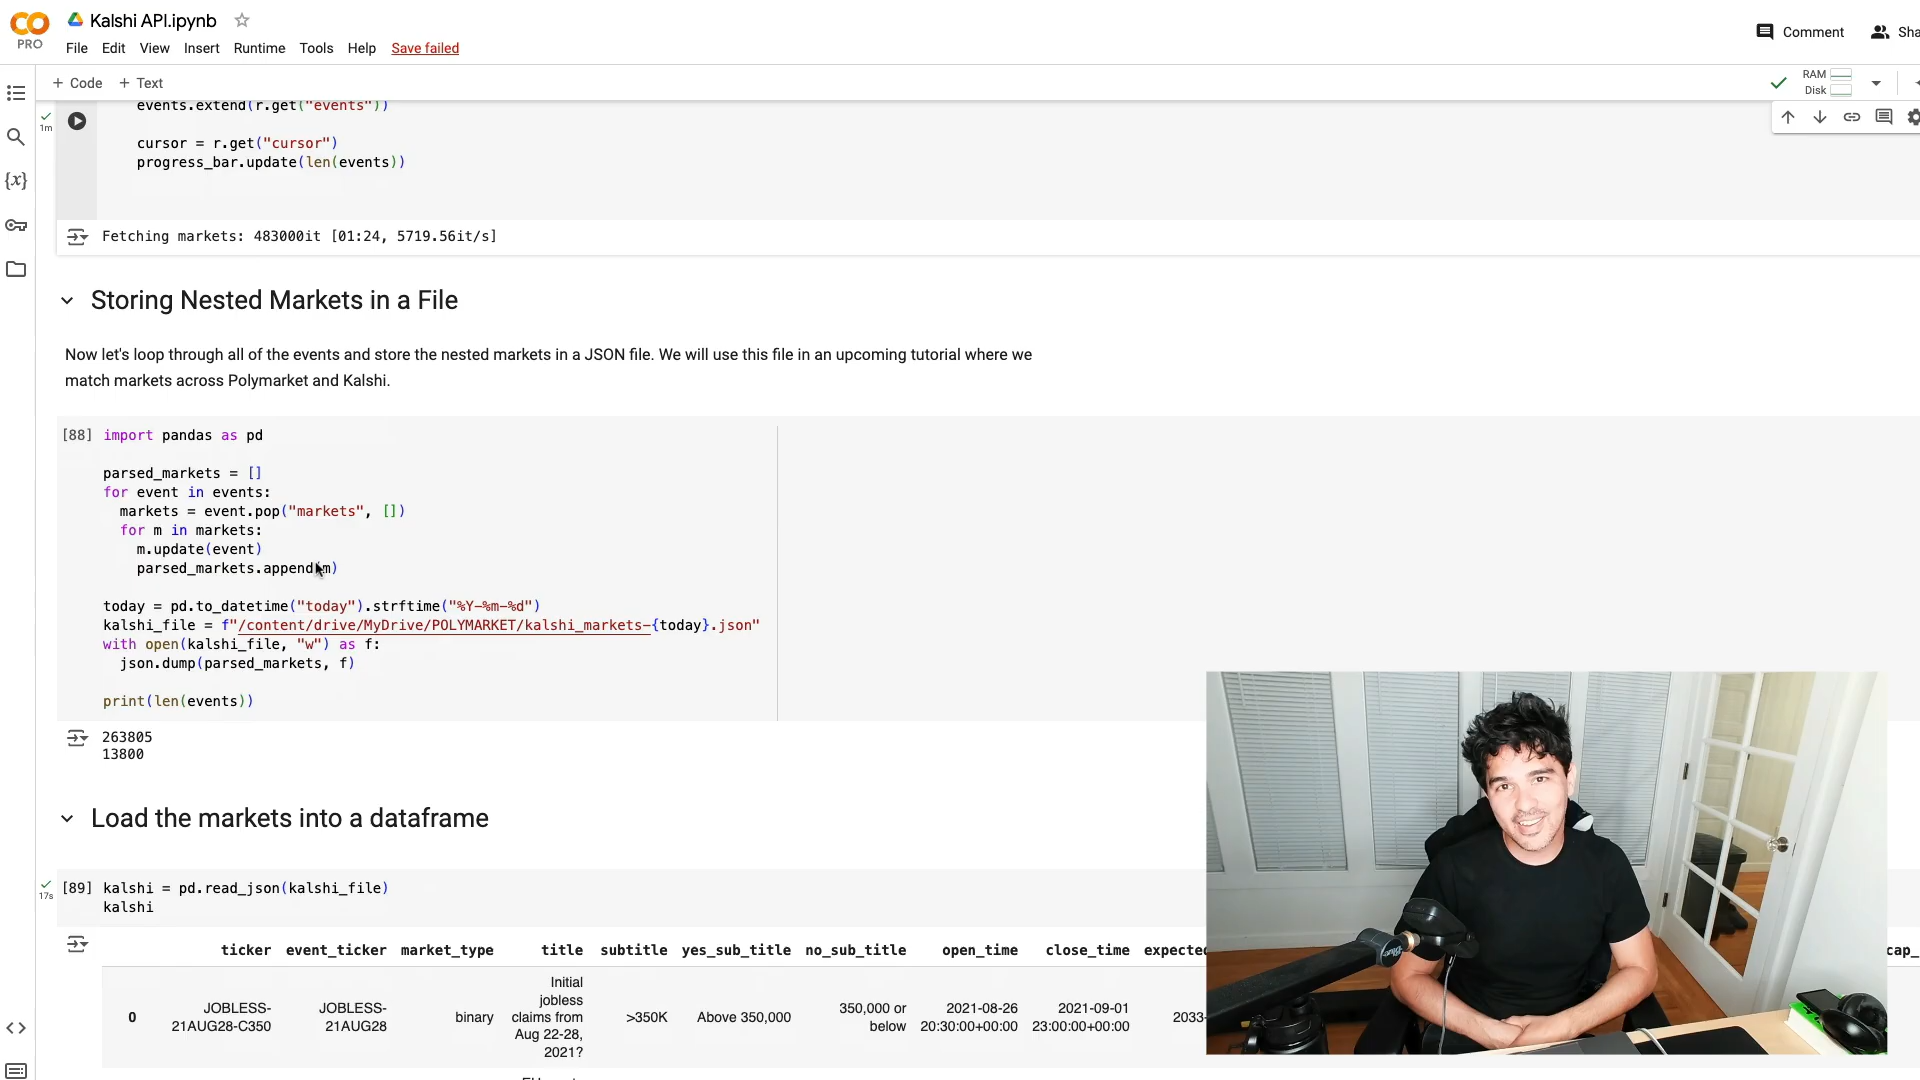 Kalshi API.ipynb
PRO
File Edit View Insert Runtime Tools Help Save failed
Comment
+ Code + Text
RAM
Disk
events.extend(r.get("events"))
1m
cursor = r.get("cursor")
progress_bar.update(len(events))
{x}
Fetching markets: 483000it [01:24, 5719.56it/s]
Storing Nested Markets in a File
Now let's loop through all of the events and store the nested markets in a JSON file. We will use this file in an upcoming tutorial where we
match markets across Polymarket and Kalshi.
[88] import pandas as pd
parsed_markets = []
for event in events:
markets = event.pop("markets", [])
for m in markets:
m.update(event)
parsed_markets.append(m)
today = pd.to_datetime("today").strftime("%Y-%m-%d")
kalshi_file = f"/content/drive/MyDrive/POLYMARKET/kalshi_markets-{today}.json"
with open(kalshi_file, "w") as f:
json.dump(parsed_markets, f)
print(len(events))
263805
13800
Load the markets into a dataframe
17s [89] kalshi = pd.read_json(kalshi_file)
kalshi
ticker event_ticker market_type title subtitle yes_sub_title no_sub_title open_time close_time expected cap_
0 JOBLESS-21AUG28-C350 JOBLESS-21AUG28 binary Initial jobless claims from Aug 22-28, 2021? >350K Above 350,000 350,000 or below 2021-08-26 20:30:00+00:00 2021-09-01 23:00:00+00:00 2033-